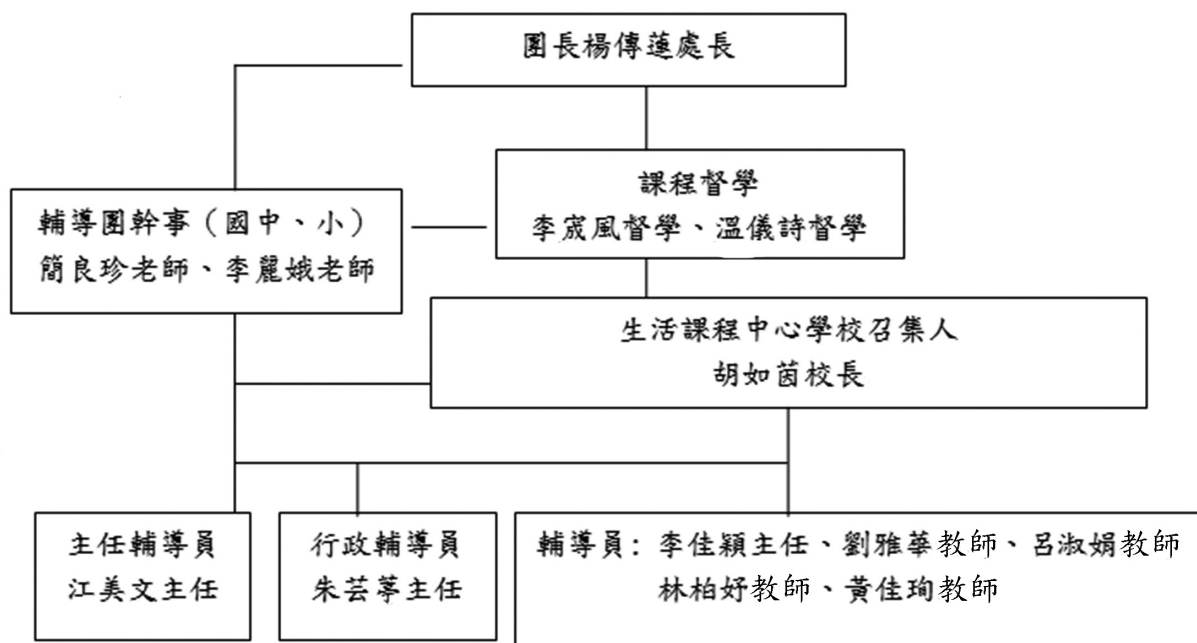 團長楊傳蓮處長
課程督學
李宬風督學、溫儀詩督學
輔導團幹事（國中、小）
簡良珍老師、李麗娥老師
生活課程中心學校召集人
胡如茵校長
主任輔導員
江美文主任
行政輔導員
朱芸葶主任
輔導員：李佳穎主任、劉雅華教師、呂淑娟教師
林柏妤教師、黃佳珣教師